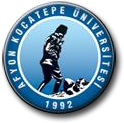 AFYON KOCATEPE ÜNİVERSİTESİ
1992